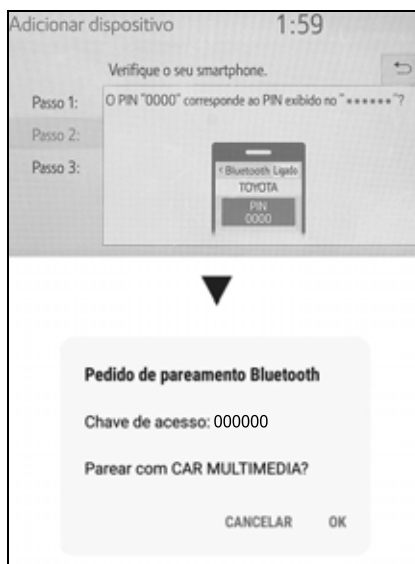 Adicionar dispositivo 1:59
Verifique o seu smartphone.
Passo 1:
O PIN "0000" corresponde ao PIN exibido no "••••••"?
Passo 2:
Passo 3:
< Bluetooth Ligado
TOYOTA
PIN
0000
Pedido de pareamento Bluetooth
Chave de acesso: 000000
Parear com CAR MULTIMEDIA?
CANCELAR OK